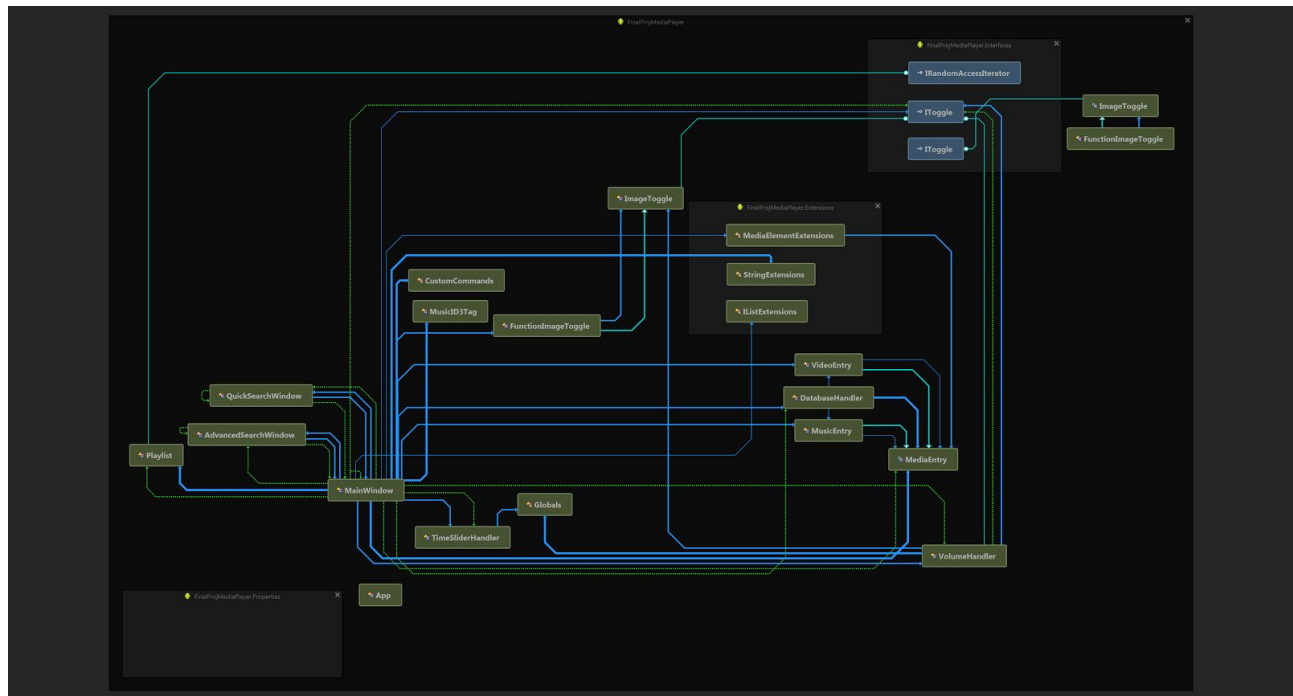 FinalProjMediaPlayer
FinalProjMediaPlayer.Interfaces
IRandomAccessIterator
ImageToggle
IToggle
FunctionImageToggle
IToggle
ImageToggle
FinalProjMediaPlayer.Extensions
MediaElementExtensions
StringExtensions
CustomCommands
MusicID3Tag
IListExtensions
FunctionImageToggle
VideoEntry
QuickSearchWindow
DatabaseHandler
AdvancedSearchWindow
MusicEntry
Playlist
MediaEntry
MainWindow
Globals
TimeSliderHandler
VolumeHandler
FinalProjMediaPlayer.Properties
App